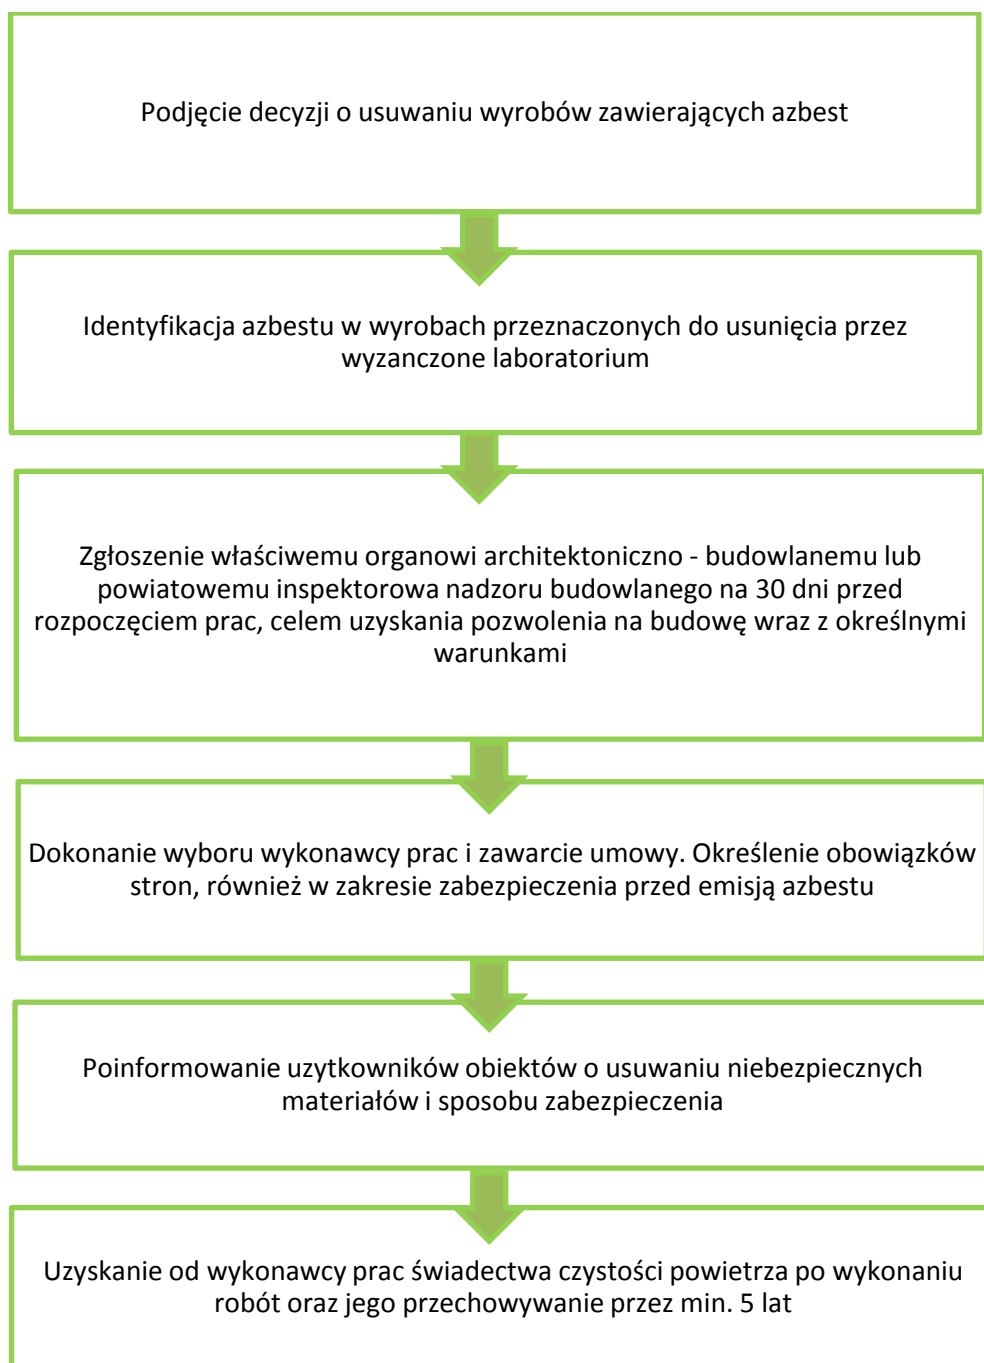 Podjęcie decyzji o usuwaniu wyrobów zawierających azbest
Identyfikacja azbestu w wyrobach przeznaczonych do usunięcia przez
wyzanczone laboratorium
Zgłoszenie właściwemu organowi architektoniczno - budowlanemu lub
powiatowemu inspektorowa nadzoru budowlanego na 30 dni przed
rozpoczęciem prac, celem uzyskania pozwolenia na budowę wraz z określnymi
warunkami
Dokonanie wyboru wykonawcy prac i zawarcie umowy. Określenie obowiązków
stron, również w zakresie zabezpieczenia przed emisją azbestu
Poinformowanie uzytkowników obiektów o usuwaniu niebezpiecznych
materiałów i sposobu zabezpieczenia
Uzyskanie od wykonawcy prac świadectwa czystości powietrza po wykonaniu
robót oraz jego przechowywanie przez min. 5 lat